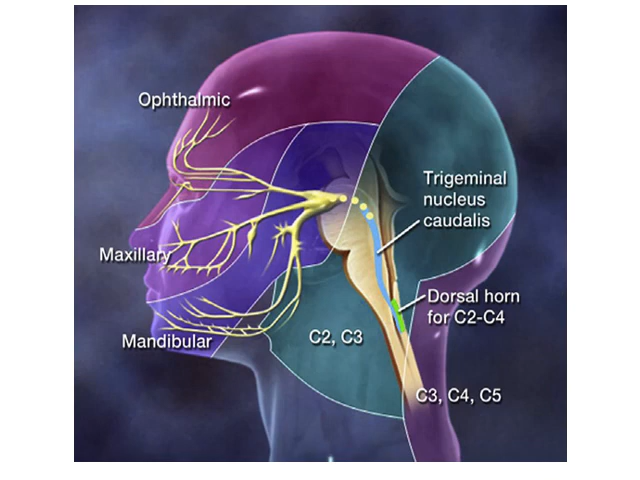 Ophthalmic
Trigeminal
nucleus
caudalis
Maxillary
Dorsal horn
for C2-C4
Mandibular
C2, C3
C3, C4, C5